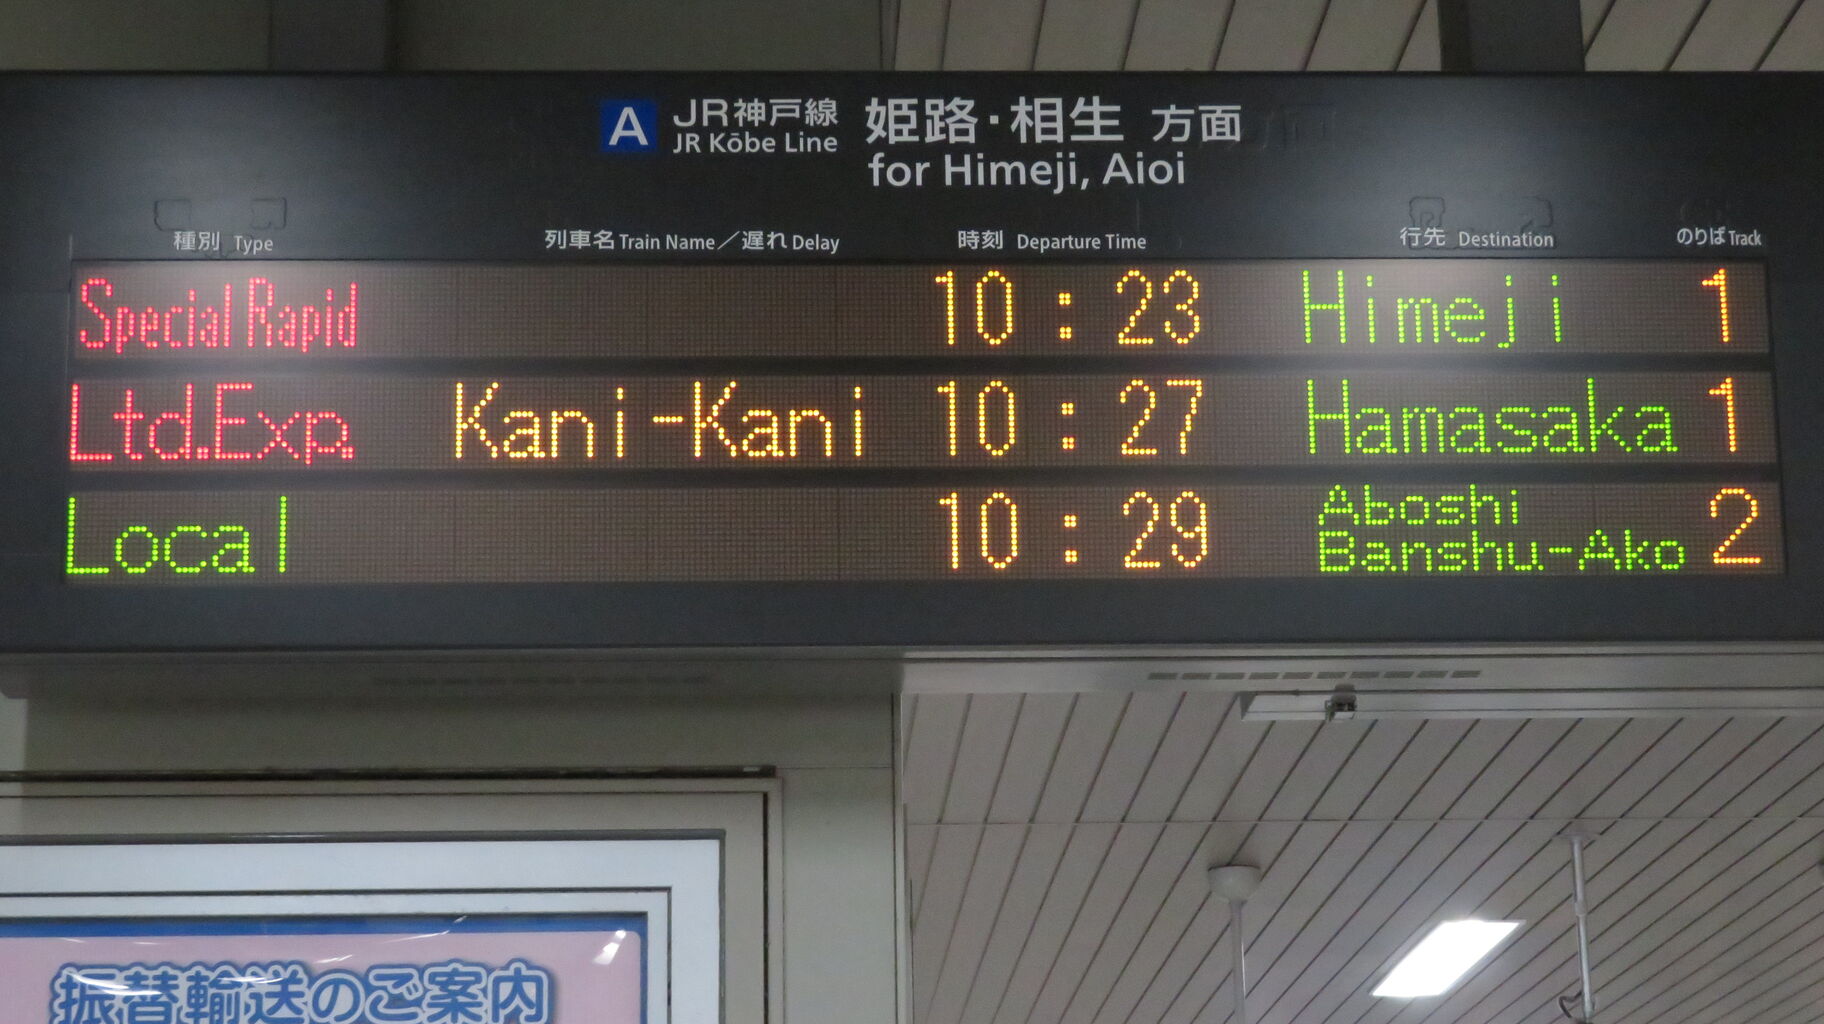 A JR神戸線 姫路・相生 方面
JR Kōbe Line for Himeji, Aioi
種別 Type 列車名 Train Name／遅れ Delay 時刻 Departure Time 行先 Destination のりば Track
Special Rapid 10:23 Himeji 1
Ltd.Exp. Kani-Kani 10:27 Hamasaka 1
Local 10:29 Aboshi Banshu-Ako 2
振替輸送のご案内